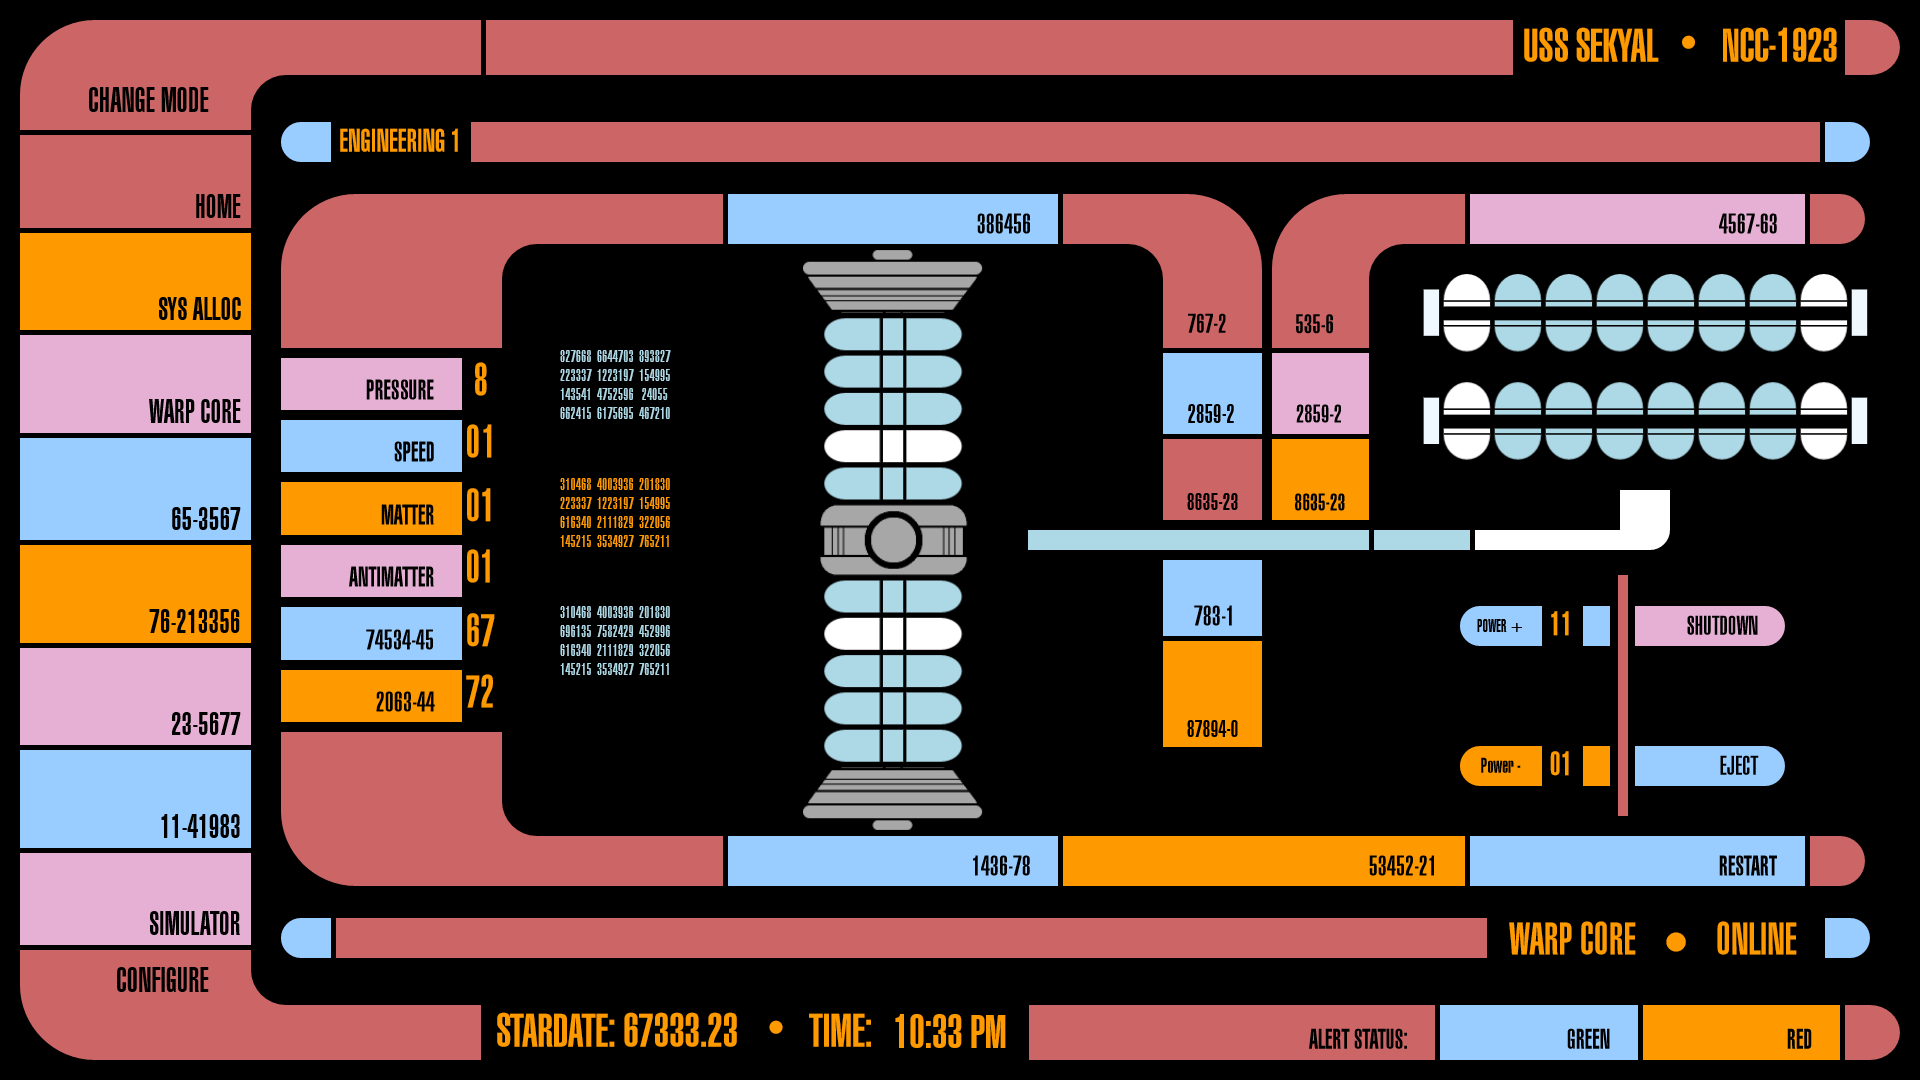 USS SEKYAL • NCC-1923
CHANGE MODE
ENGINEERING 1
HOME
SYS ALLOC
WARP CORE
65-3567
76-213356
23-5677
11-41983
SIMULATOR
CONFIGURE
386456
4567-63
767-2
535-6
2859-2
2859-2
8635-23
8635-23
PRESSURE 8
SPEED 01
MATTER 01
ANTIMATTER 01
74534-45 67
2063-44 72
827668 6644703 893827
223337 1223197 154995
143541 4752596 24055
662415 6175695 467210
310468 4003936 201830
223337 1223197 154995
616340 2111829 322056
145215 3534927 765211
310468 4003936 201830
696135 7582429 452996
616340 2111829 322056
145215 3534927 765211
783-1
87894-0
POWER + 11 SHUTDOWN
Power - 01 EJECT
1436-78
53452-21
RESTART
WARP CORE • ONLINE
STARDATE: 67333.23 • TIME: 10:33 PM
ALERT STATUS:
GREEN
RED